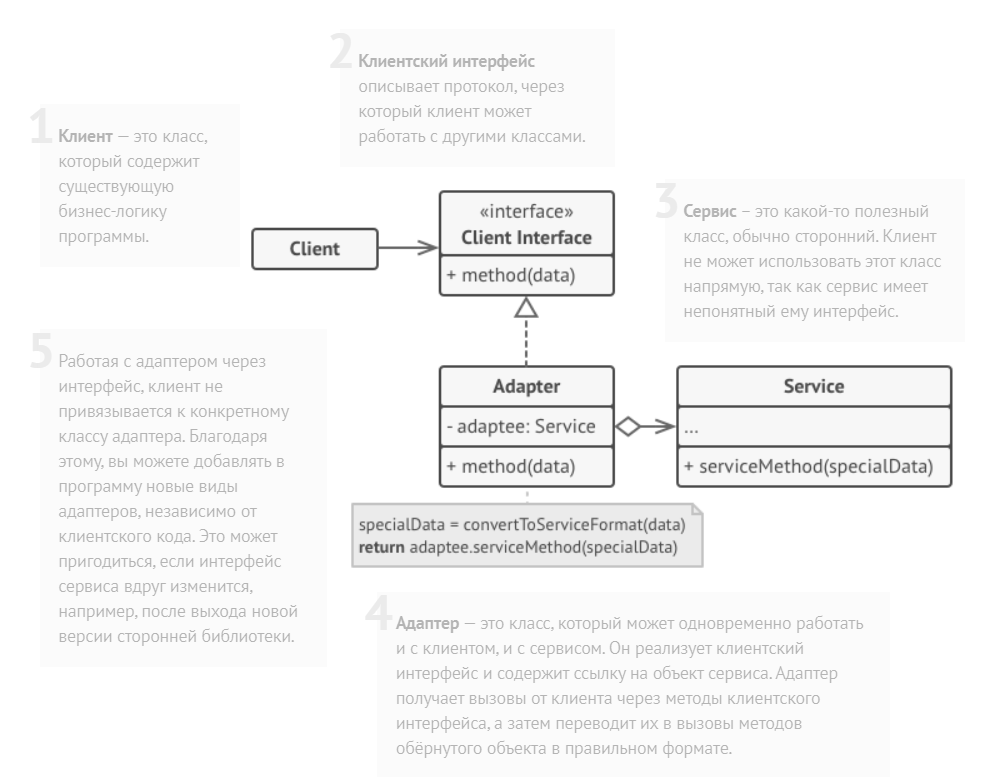 1
Клиент — это класс,
который содержит
существующую
бизнес-логику
программы.
2
Клиентский интерфейс
описывает протокол, через
который клиент может
работать с другими классами.
Client
«interface»
Client Interface
+ method(data)
3
Сервис – это какой-то полезный
класс, обычно сторонний. Клиент
не может использовать этот класс
напрямую, так как сервис имеет
непонятный ему интерфейс.
5
Работая с адаптером через
интерфейс, клиент не
привязывается к конкретному
классу адаптера. Благодаря
этому, вы можете добавлять в
программу новые виды
адаптеров, независимо от
клиентского кода. Это может
пригодиться, если интерфейс
сервиса вдруг изменится,
например, после выхода новой
версии сторонней библиотеки.
Adapter
- adaptee: Service
+ method(data)
Service
...
+ serviceMethod(specialData)
specialData = convertToServiceFormat(data)
return adaptee.serviceMethod(specialData)
4
Адаптер — это класс, который может одновременно работать
и с клиентом, и с сервисом. Он реализует клиентский
интерфейс и содержит ссылку на объект сервиса. Адаптер
получает вызовы от клиента через методы клиентского
интерфейса, а затем переводит их в вызовы методов
обёрнутого объекта в правильном формате.